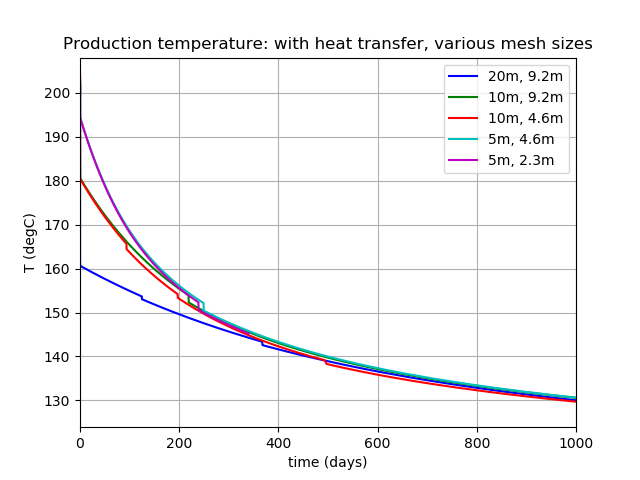 Production temperature: with heat transfer, various mesh sizes
20m, 9.2m
10m, 9.2m
10m, 4.6m
5m, 4.6m
5m, 2.3m
T (degC)
200
190
180
170
160
150
140
130
0 200 400 600 800 1000
time (days)